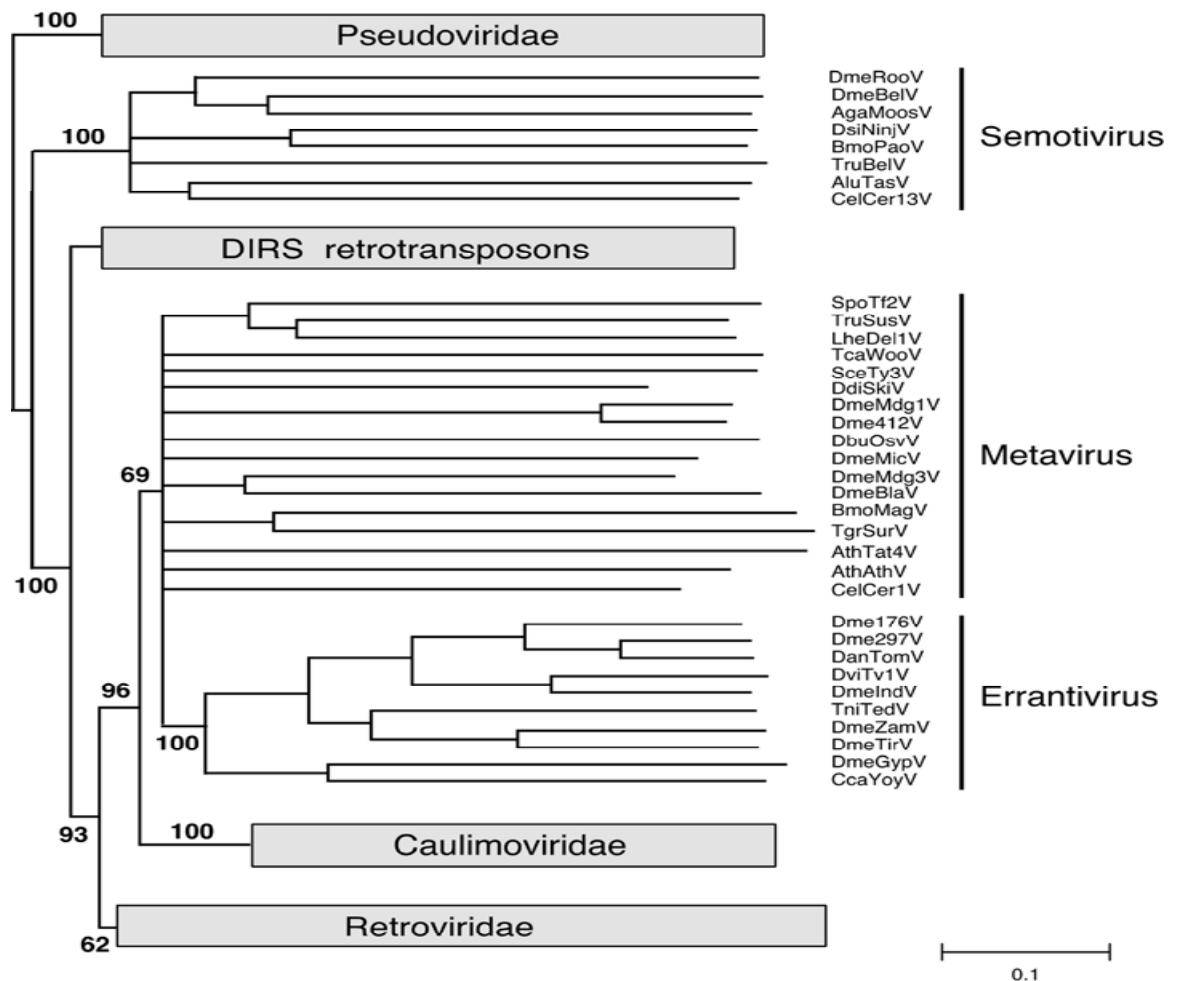 100
Pseudoviridae
DmeRooV
DmeBelV
AgaMoosV
DsiNinjV
BmoPaoV
TruBelV
AluTasV
CelCer13V
100
Semotivirus
DIRS retrotransposons
SpoTf2V
TruSusV
LheDel1V
TcaWooV
SceTy3V
DdiSkiV
DmeMdg1V
Dme412V
DbuOsvV
DmeMicV
DmeMdg3V
DmeBlaV
BmoMagV
TgrSurV
AthTat4V
AthAthV
CelCer1V
Metavirus
69
100
Dme176V
Dme297V
DanTomV
DviTv1V
DmeIndV
TniTedV
DmeZamV
DmeTirV
DmeGypV
CcaYoyV
Errantivirus
96
100
93
100
Caulimoviridae
62
Retroviridae
0.1